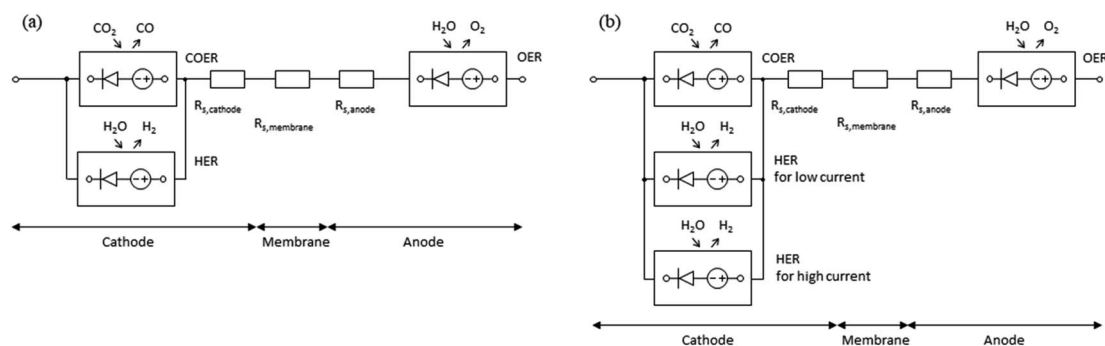 (a)
CO2 CO
H2O O2
COER
OER
Rs,cathode
Rs,anode
Rs,membrane
H2O H2
HER
Cathode
Membrane
Anode
(b)
CO2 CO
H2O O2
COER
OER
Rs,cathode
Rs,anode
Rs,membrane
H2O H2
HER
for low current
H2O H2
HER
for high current
Cathode
Membrane
Anode